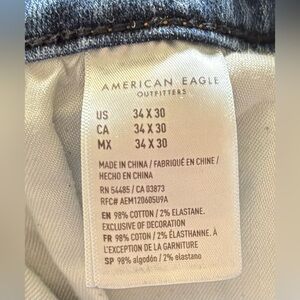 AMERICAN EAGLE
OUTFITTERS
US 34 X 30
CA 34 X 30
MX 34 X 30
MADE IN CHINA / FABRIQUÉ EN CHINE /
HECHO EN CHINA
RN 54485 / CA 03873
RFC# AEM120605U9A
EN 98% COTTON / 2% ELASTANE.
EXCLUSIVE OF DECORATION
FR 98% COTON / 2% ÉLASTHANNE. À
L'EXCEPTION DE LA GARNITURE
SP 98% algodón / 2% elastano